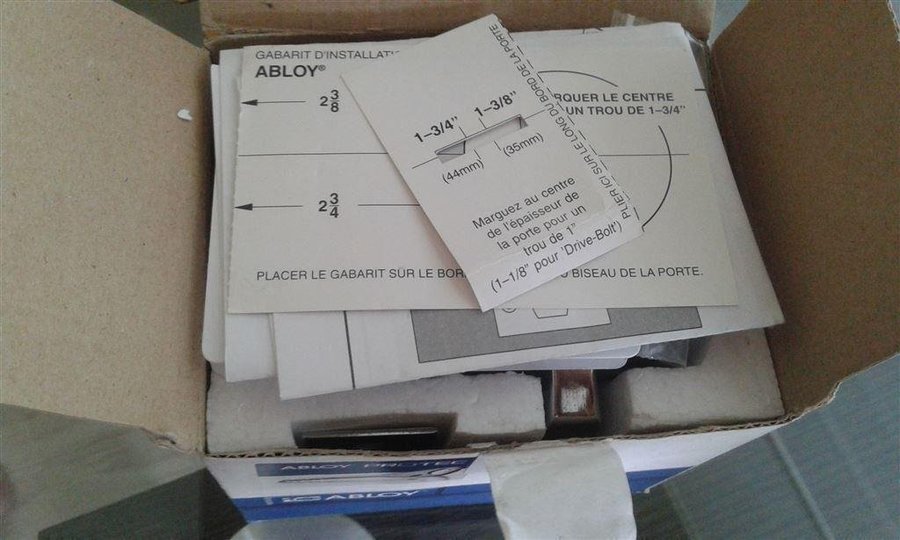 GABARIT D'INSTALLATI
ABLOY®
2 3/8
2 3/4
RQUER LE CENTRE
UN TROU DE 1–3/4"
PLACER LE GABARIT SUR LE BOR
BISEAU DE LA PORTE.
1–3/4" 1–3/8"
(44mm) (35mm)
Marguez au centre
de l'épaisseur de
la porte pour un
trou de 1"
(1–1/8" pour 'Drive-Bolt')
PLIER ICI SUR LE LONG DU BORD DE LA PORTE
ABLOY PROTEC
ABLOY